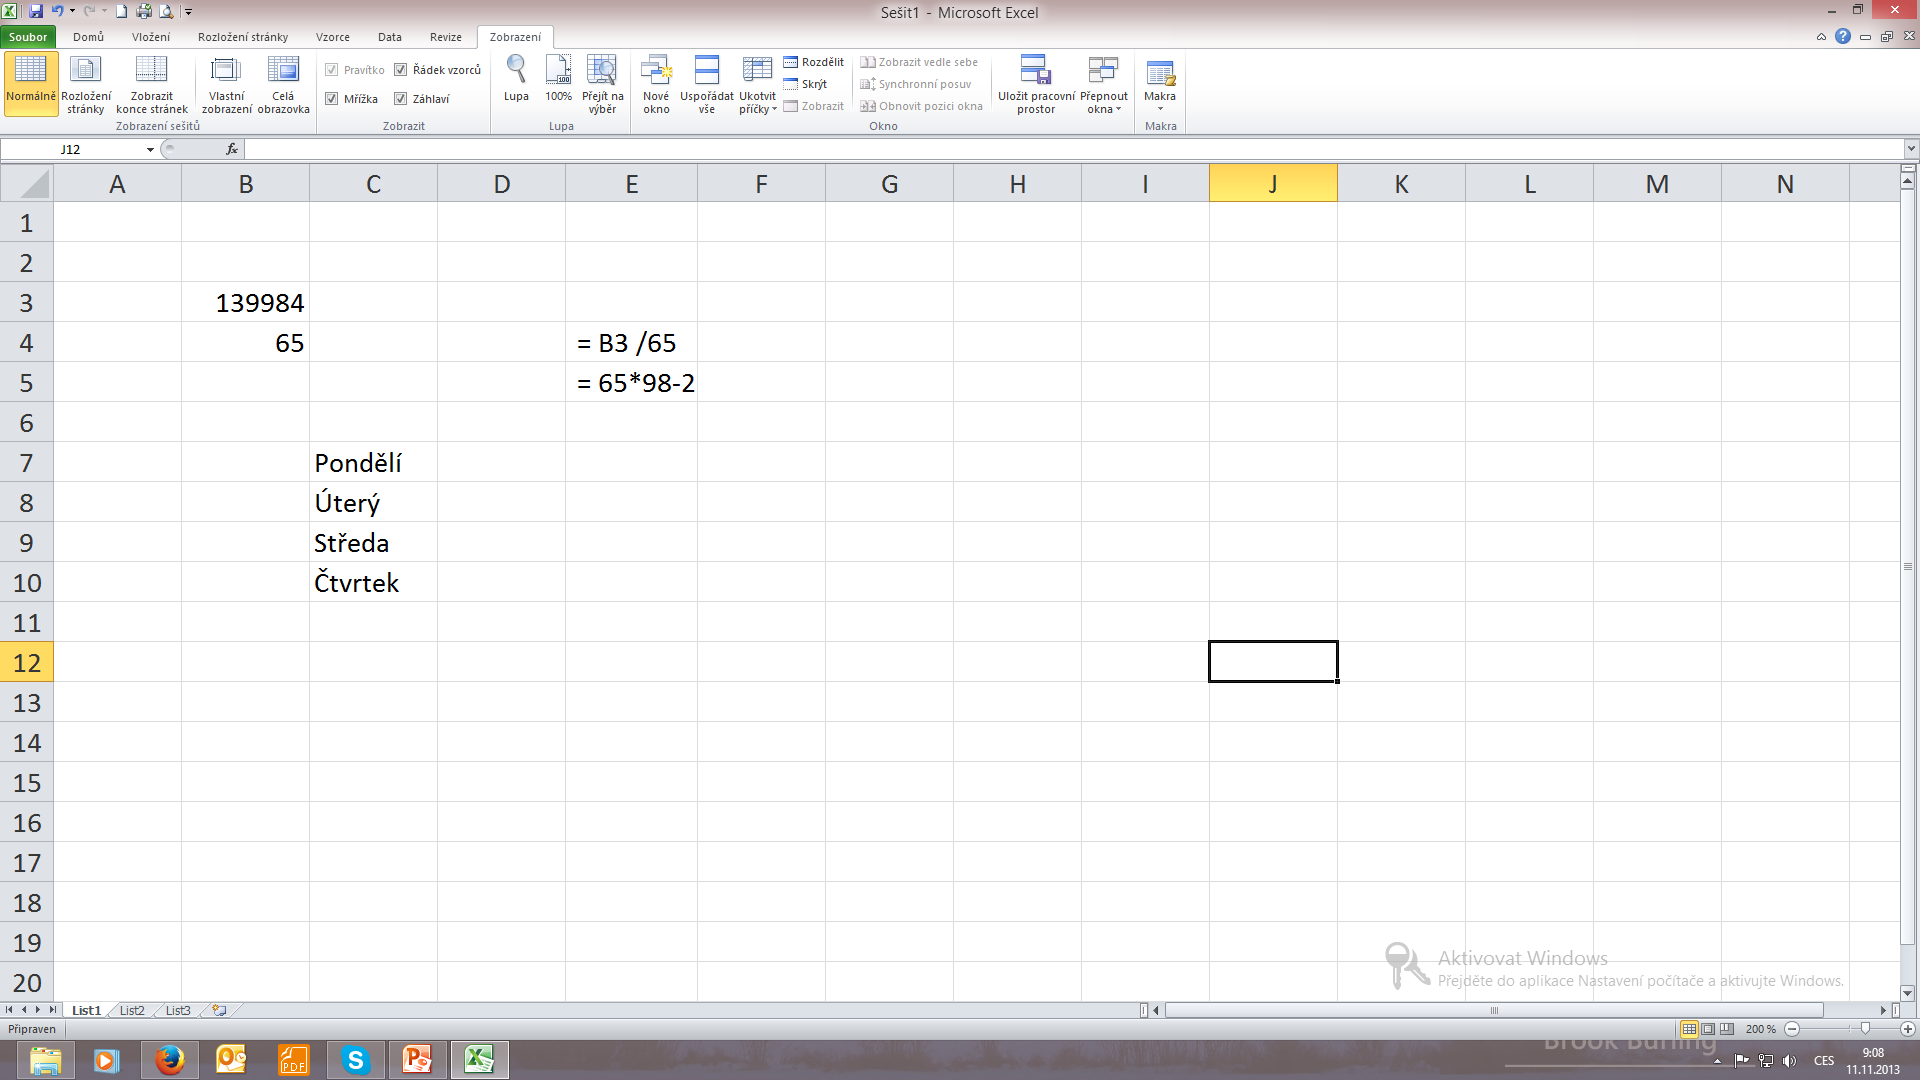 Sešit1 - Microsoft Excel
Soubor Domů Vložení Rozložení stránky Vzorce Data Revize Zobrazení
Normálně
Rozložení stránky
Zobrazit konce stránek
Vlastní zobrazení
Celá obrazovka
Zobrazení sešitů
Pravítko Řádek vzorců
Mřížka Záhlaví
Zobrazit
Lupa
100%
Přejít na výběr
Lupa
Nové okno
Uspořádat vše
Ukotvit příčky
Rozdělit
Skrýt
Zobrazit
Zobrazit vedle sebe
Synchronní posuv
Obnovit pozici okna
Uložit pracovní prostor
Přepnout okna
Okno
Makra
Makra
J12 fx
A B C D E F G H I J K L M N
1
2
3 139984
4 65 = B3 /65
5 = 65*98-2
6
7 Pondělí
8 Úterý
9 Středa
10 Čtvrtek
11
12
13
14
15
16
17
18
19
20
Aktivovat Windows
Přejděte do aplikace Nastavení počítače a aktivujte Windows.
List1 List2 List3
Připraven 200 %
Brook Burling
CES
9:08
11.11.2013